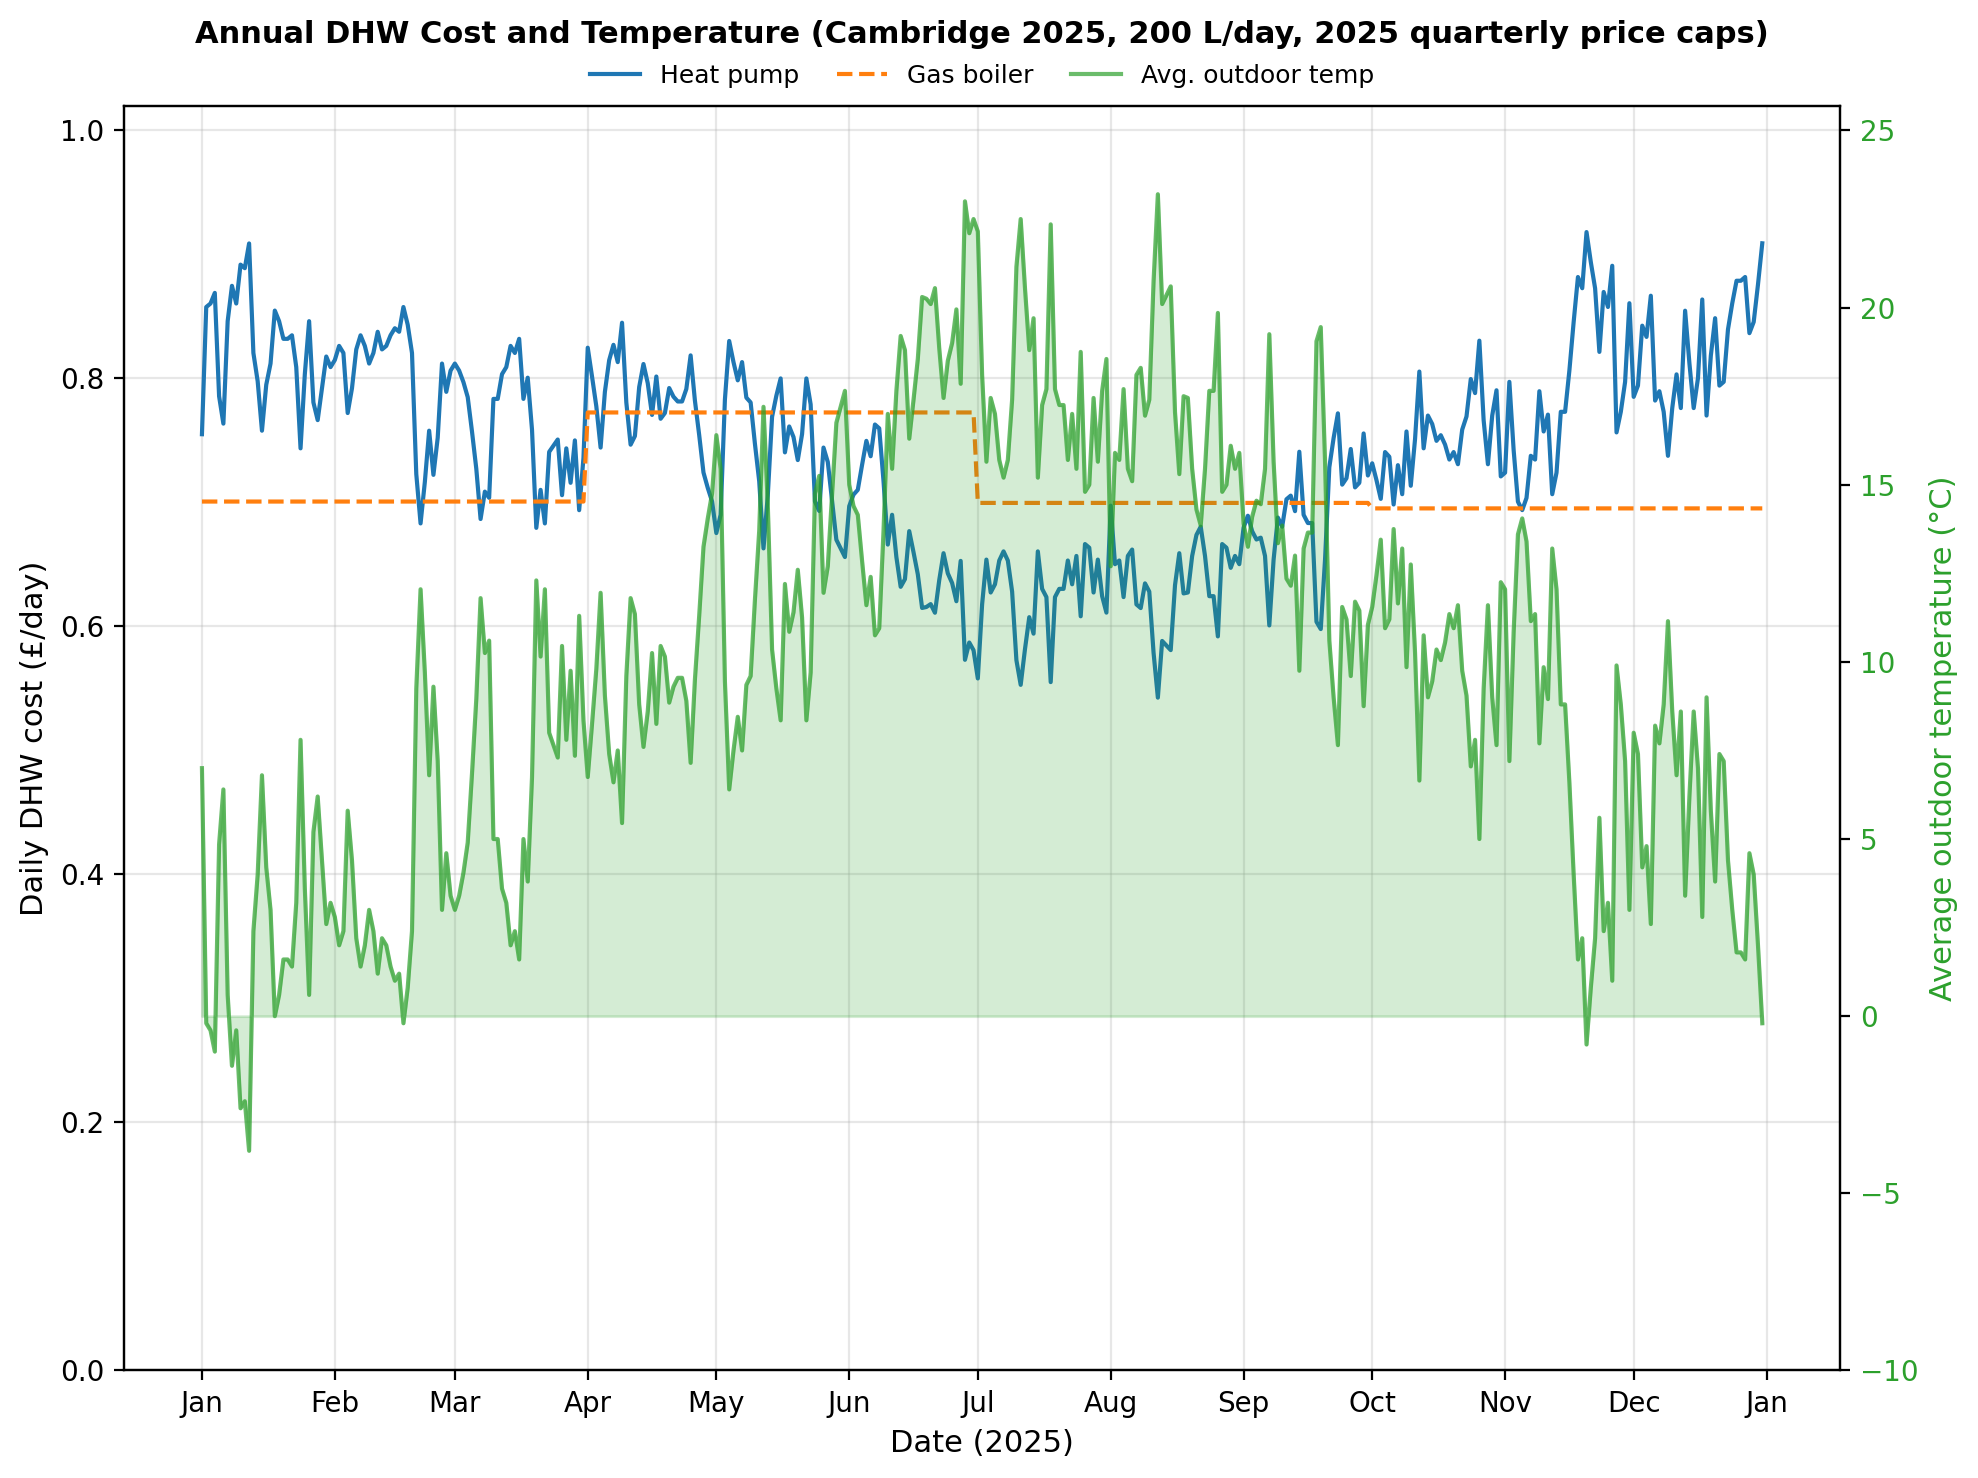 Annual DHW Cost and Temperature (Cambridge 2025, 200 L/day, 2025 quarterly price caps)
Heat pump
Gas boiler
Avg. outdoor temp
Daily DHW cost (£/day)
1.0
0.8
0.6
0.4
0.2
0.0
Average outdoor temperature (°C)
25
20
15
10
5
0
−5
−10
Jan
Feb
Mar
Apr
May
Jun
Jul
Aug
Sep
Oct
Nov
Dec
Jan
Date (2025)